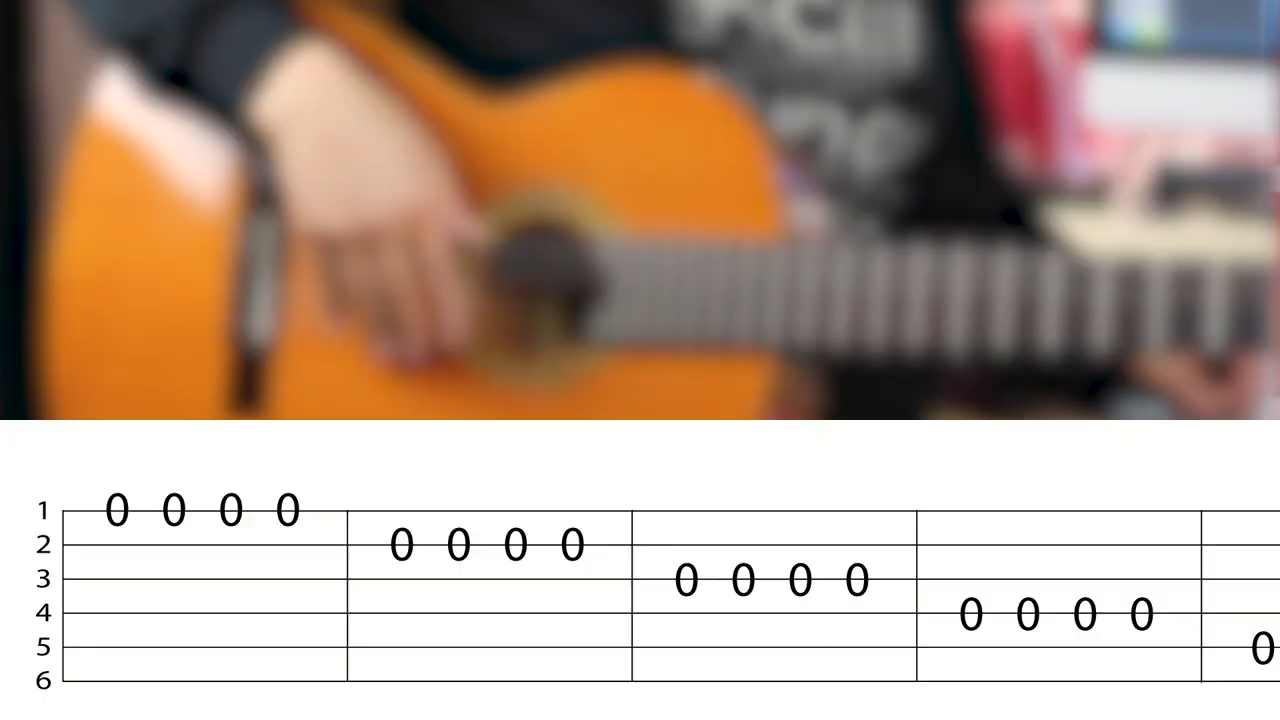 1 0 0 0 0
2 0 0 0 0
3 0 0 0 0
4 0 0 0 0
5 0
6